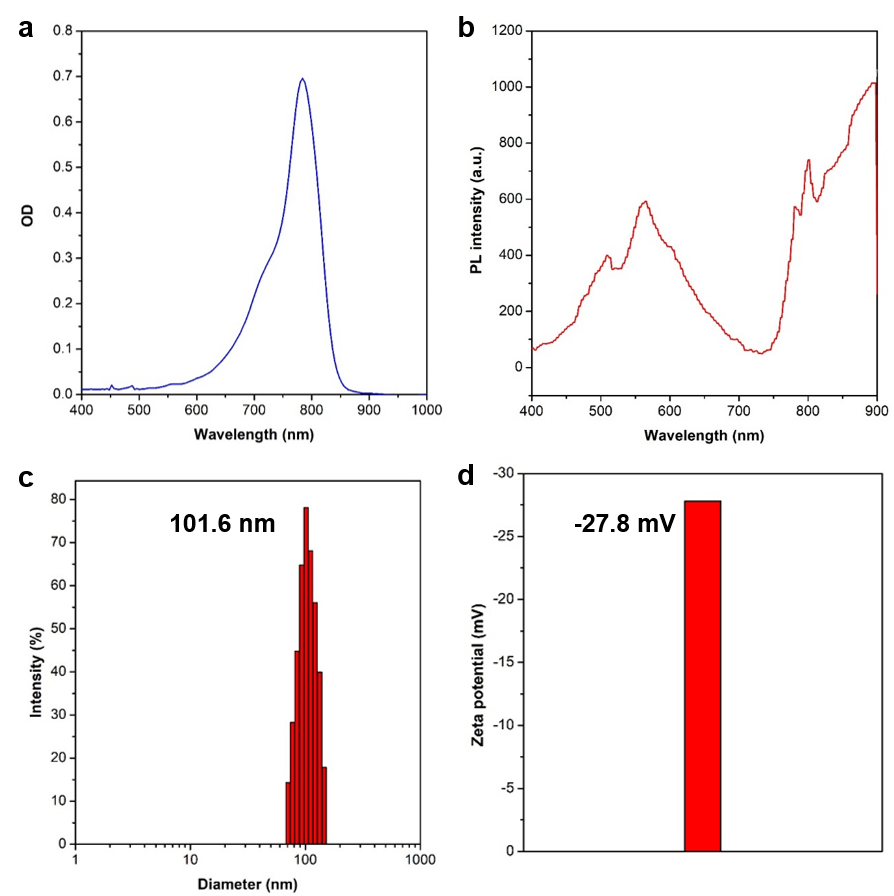 a
OD
0.8
0.7
0.6
0.5
0.4
0.3
0.2
0.1
0.0
400 500 600 700 800 900 1000
Wavelength (nm)
b
PL intensity (a.u.)
1200
1000
800
600
400
200
0
400 500 600 700 800 900
Wavelength (nm)
c
Intensity (%)
80
70
60
50
40
30
20
10
0
101.6 nm
1 10 100 1000
Diameter (nm)
d
Zeta potential (mV)
-30
-25
-20
-15
-10
-5
0
-27.8 mV